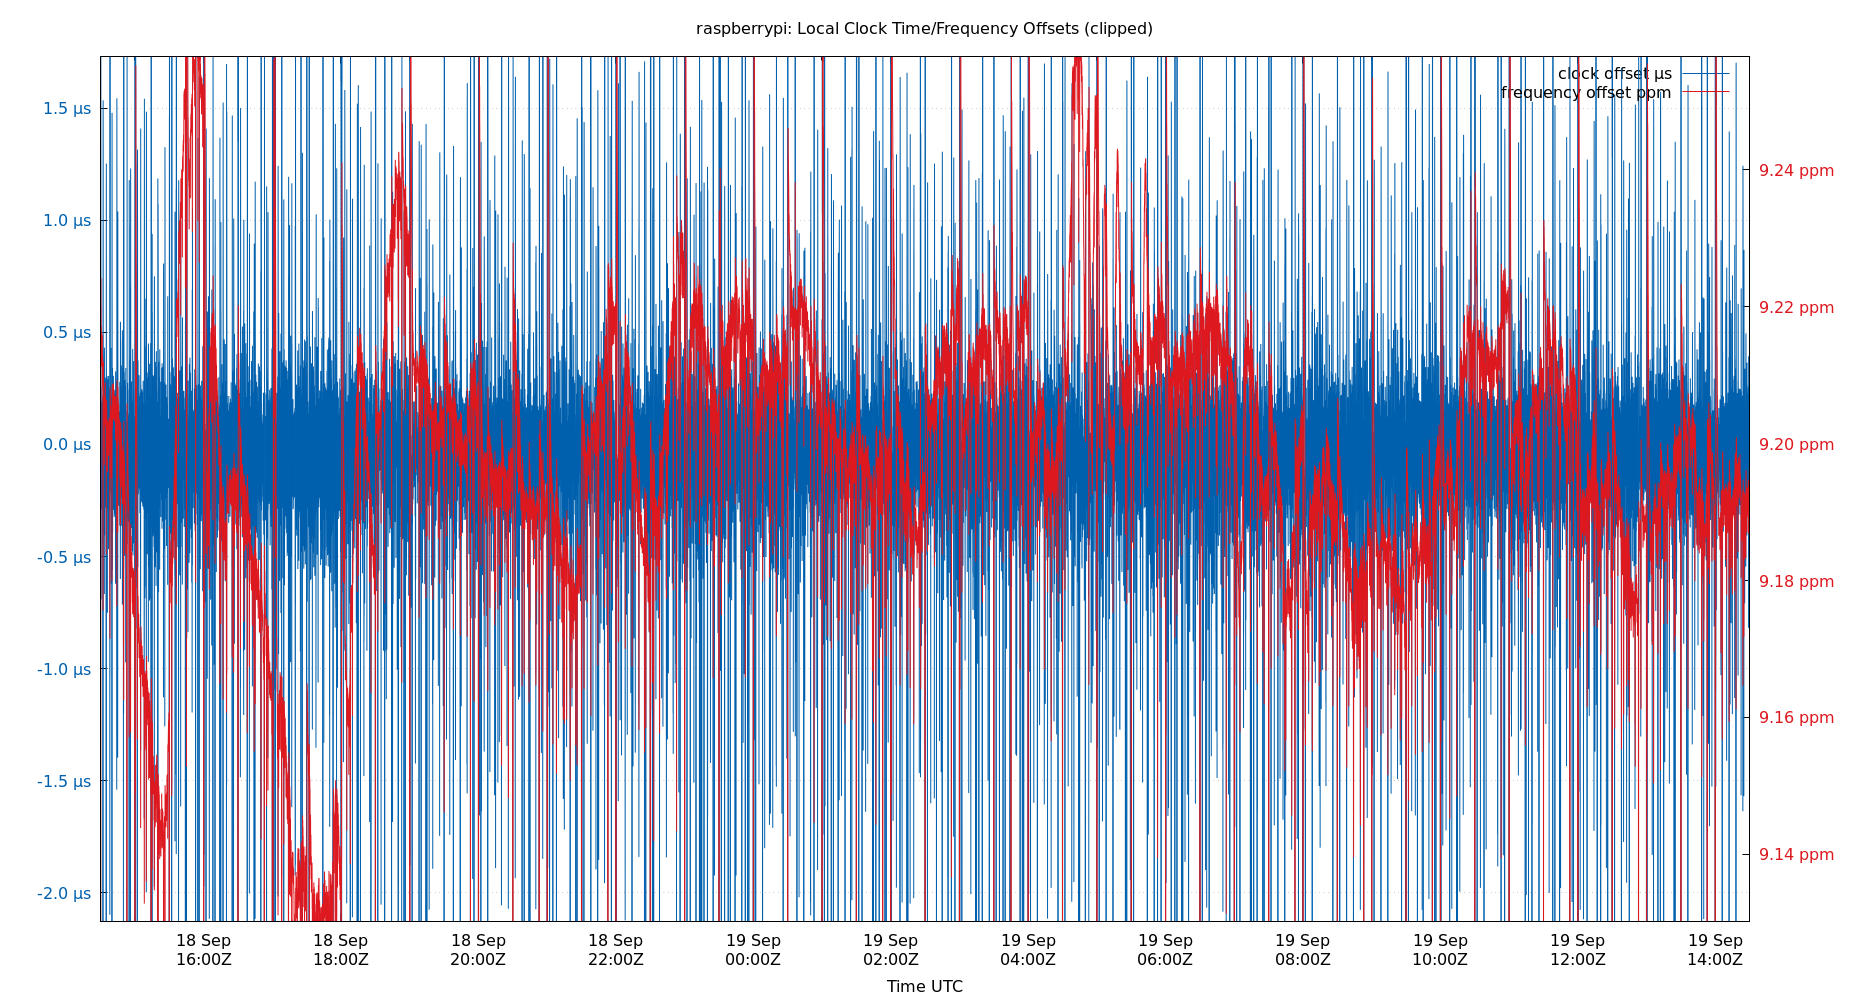 raspberrypi: Local Clock Time/Frequency Offsets (clipped)
clock offset µs
frequency offset ppm
1.5 µs
1.0 µs
0.5 µs
0.0 µs
-0.5 µs
-1.0 µs
-1.5 µs
-2.0 µs
9.24 ppm
9.22 ppm
9.20 ppm
9.18 ppm
9.16 ppm
9.14 ppm
18 Sep
16:00Z
18 Sep
18:00Z
18 Sep
20:00Z
18 Sep
22:00Z
19 Sep
00:00Z
19 Sep
02:00Z
19 Sep
04:00Z
19 Sep
06:00Z
19 Sep
08:00Z
19 Sep
10:00Z
19 Sep
12:00Z
19 Sep
14:00Z
Time UTC